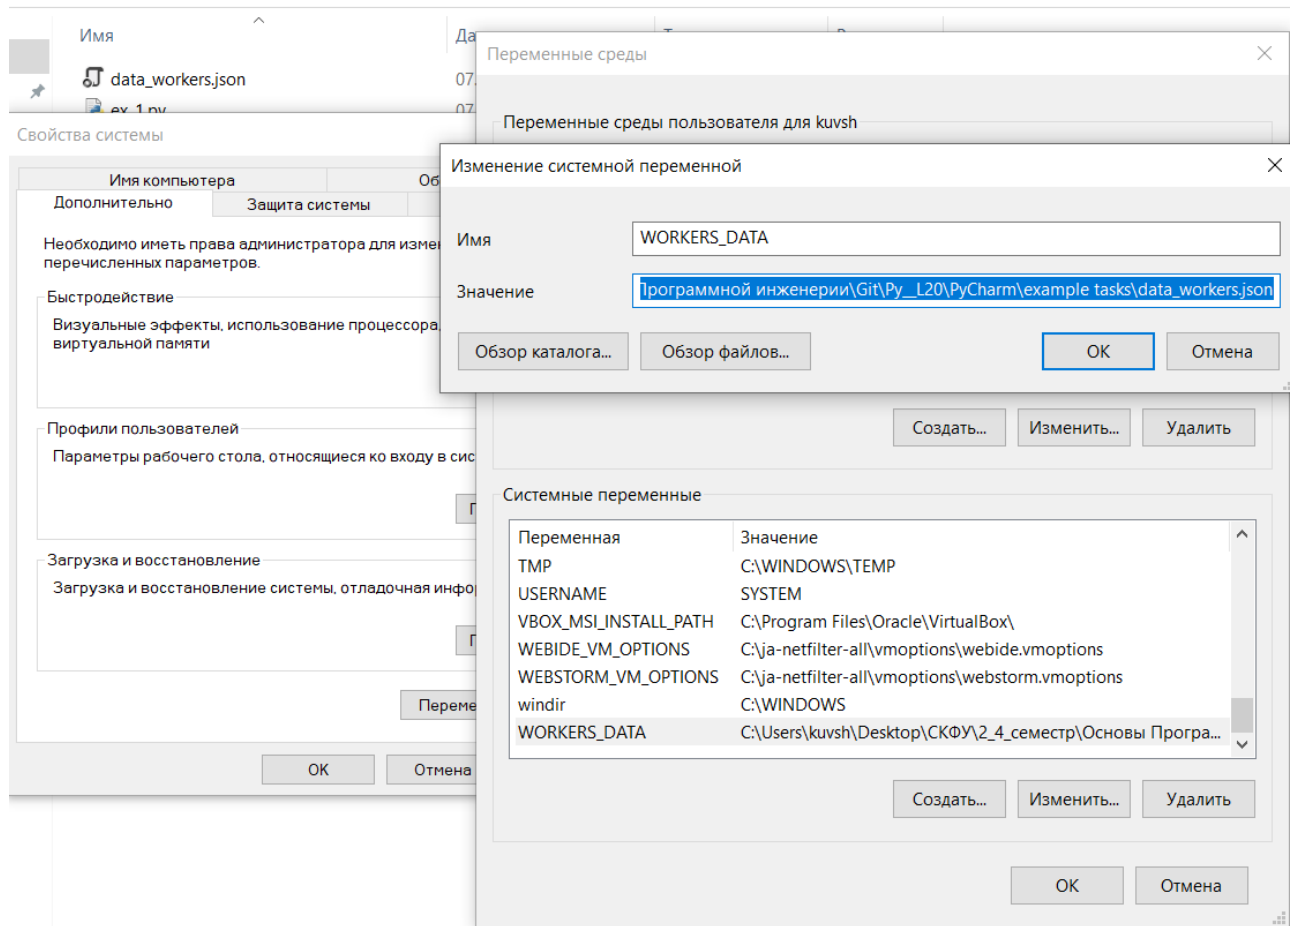 Имя
data_workers.json
07.
ex_1.py
07
Свойства системы
Имя компьютера
Дополнительно
Защита системы
Необходимо иметь права администратора для
перечисленных параметров.
Быстродействие
Визуальные эффекты, использование процессора,
виртуальной памяти
Профили пользователей
Параметры рабочего стола, относящиеся ко входу в
Загрузка и восстановление
Загрузка и восстановление системы, отладочная
OK
Отмена
Переменные среды
Переменные среды пользователя для kuvsh
Изменение системной переменной
Имя
WORKERS_DATA
Значение
Программной инженерии\Git\Py__L20\PyCharm\example tasks\data_workers.json
Обзор каталога...
Обзор файлов...
OK
Отмена
Создать...
Изменить...
Удалить
Системные переменные
Переменная Значение
TMP C:\WINDOWS\TEMP
USERNAME SYSTEM
VBOX_MSI_INSTALL_PATH C:\Program Files\Oracle\VirtualBox\
WEBIDE_VM_OPTIONS C:\ja-netfilter-all\vmoptions\webide.vmoptions
WEBSTORM_VM_OPTIONS C:\ja-netfilter-all\vmoptions\webstorm.vmoptions
windir C:\WINDOWS
WORKERS_DATA C:\Users\kuvsh\Desktop\СКФУ\2_4_семестр\Основы Програ...
Создать...
Изменить...
Удалить
OK
Отмена